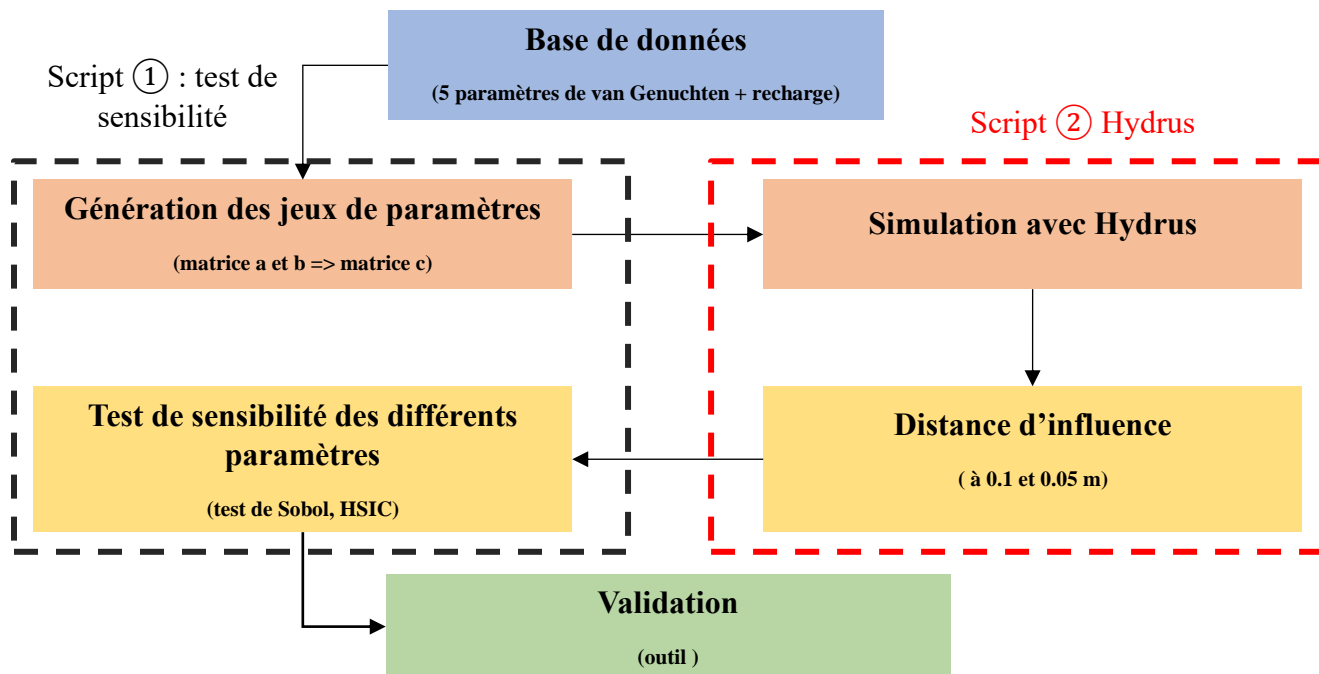 Base de données
(5 paramètres de van Genuchten + recharge)
Script ① : test de
sensibilité
Script ② Hydrus
Génération des jeux de paramètres
(matrice a et b => matrice c)
Simulation avec Hydrus
Test de sensibilité des différents
paramètres
(test de Sobol, HSIC)
Distance d’influence
( à 0.1 et 0.05 m)
Validation
(outil )